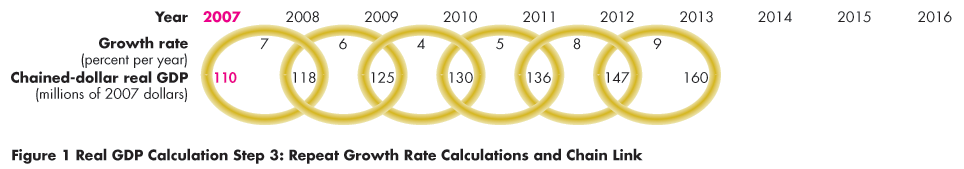 Year 2007 2008 2009 2010 2011 2012 2013 2014 2015 2016
Growth rate 7 6 4 5 8 9
(percent per year)
Chained-dollar real GDP 110 118 125 130 136 147 160
(millions of 2007 dollars)
Figure 1 Real GDP Calculation Step 3: Repeat Growth Rate Calculations and Chain Link